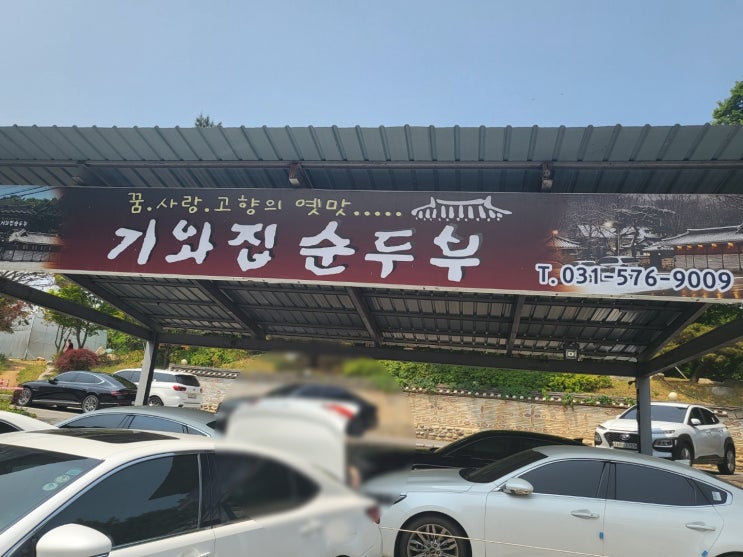 꿈.사랑.고향의 옛맛.....
기와집 순두부
T. 031-576-9009